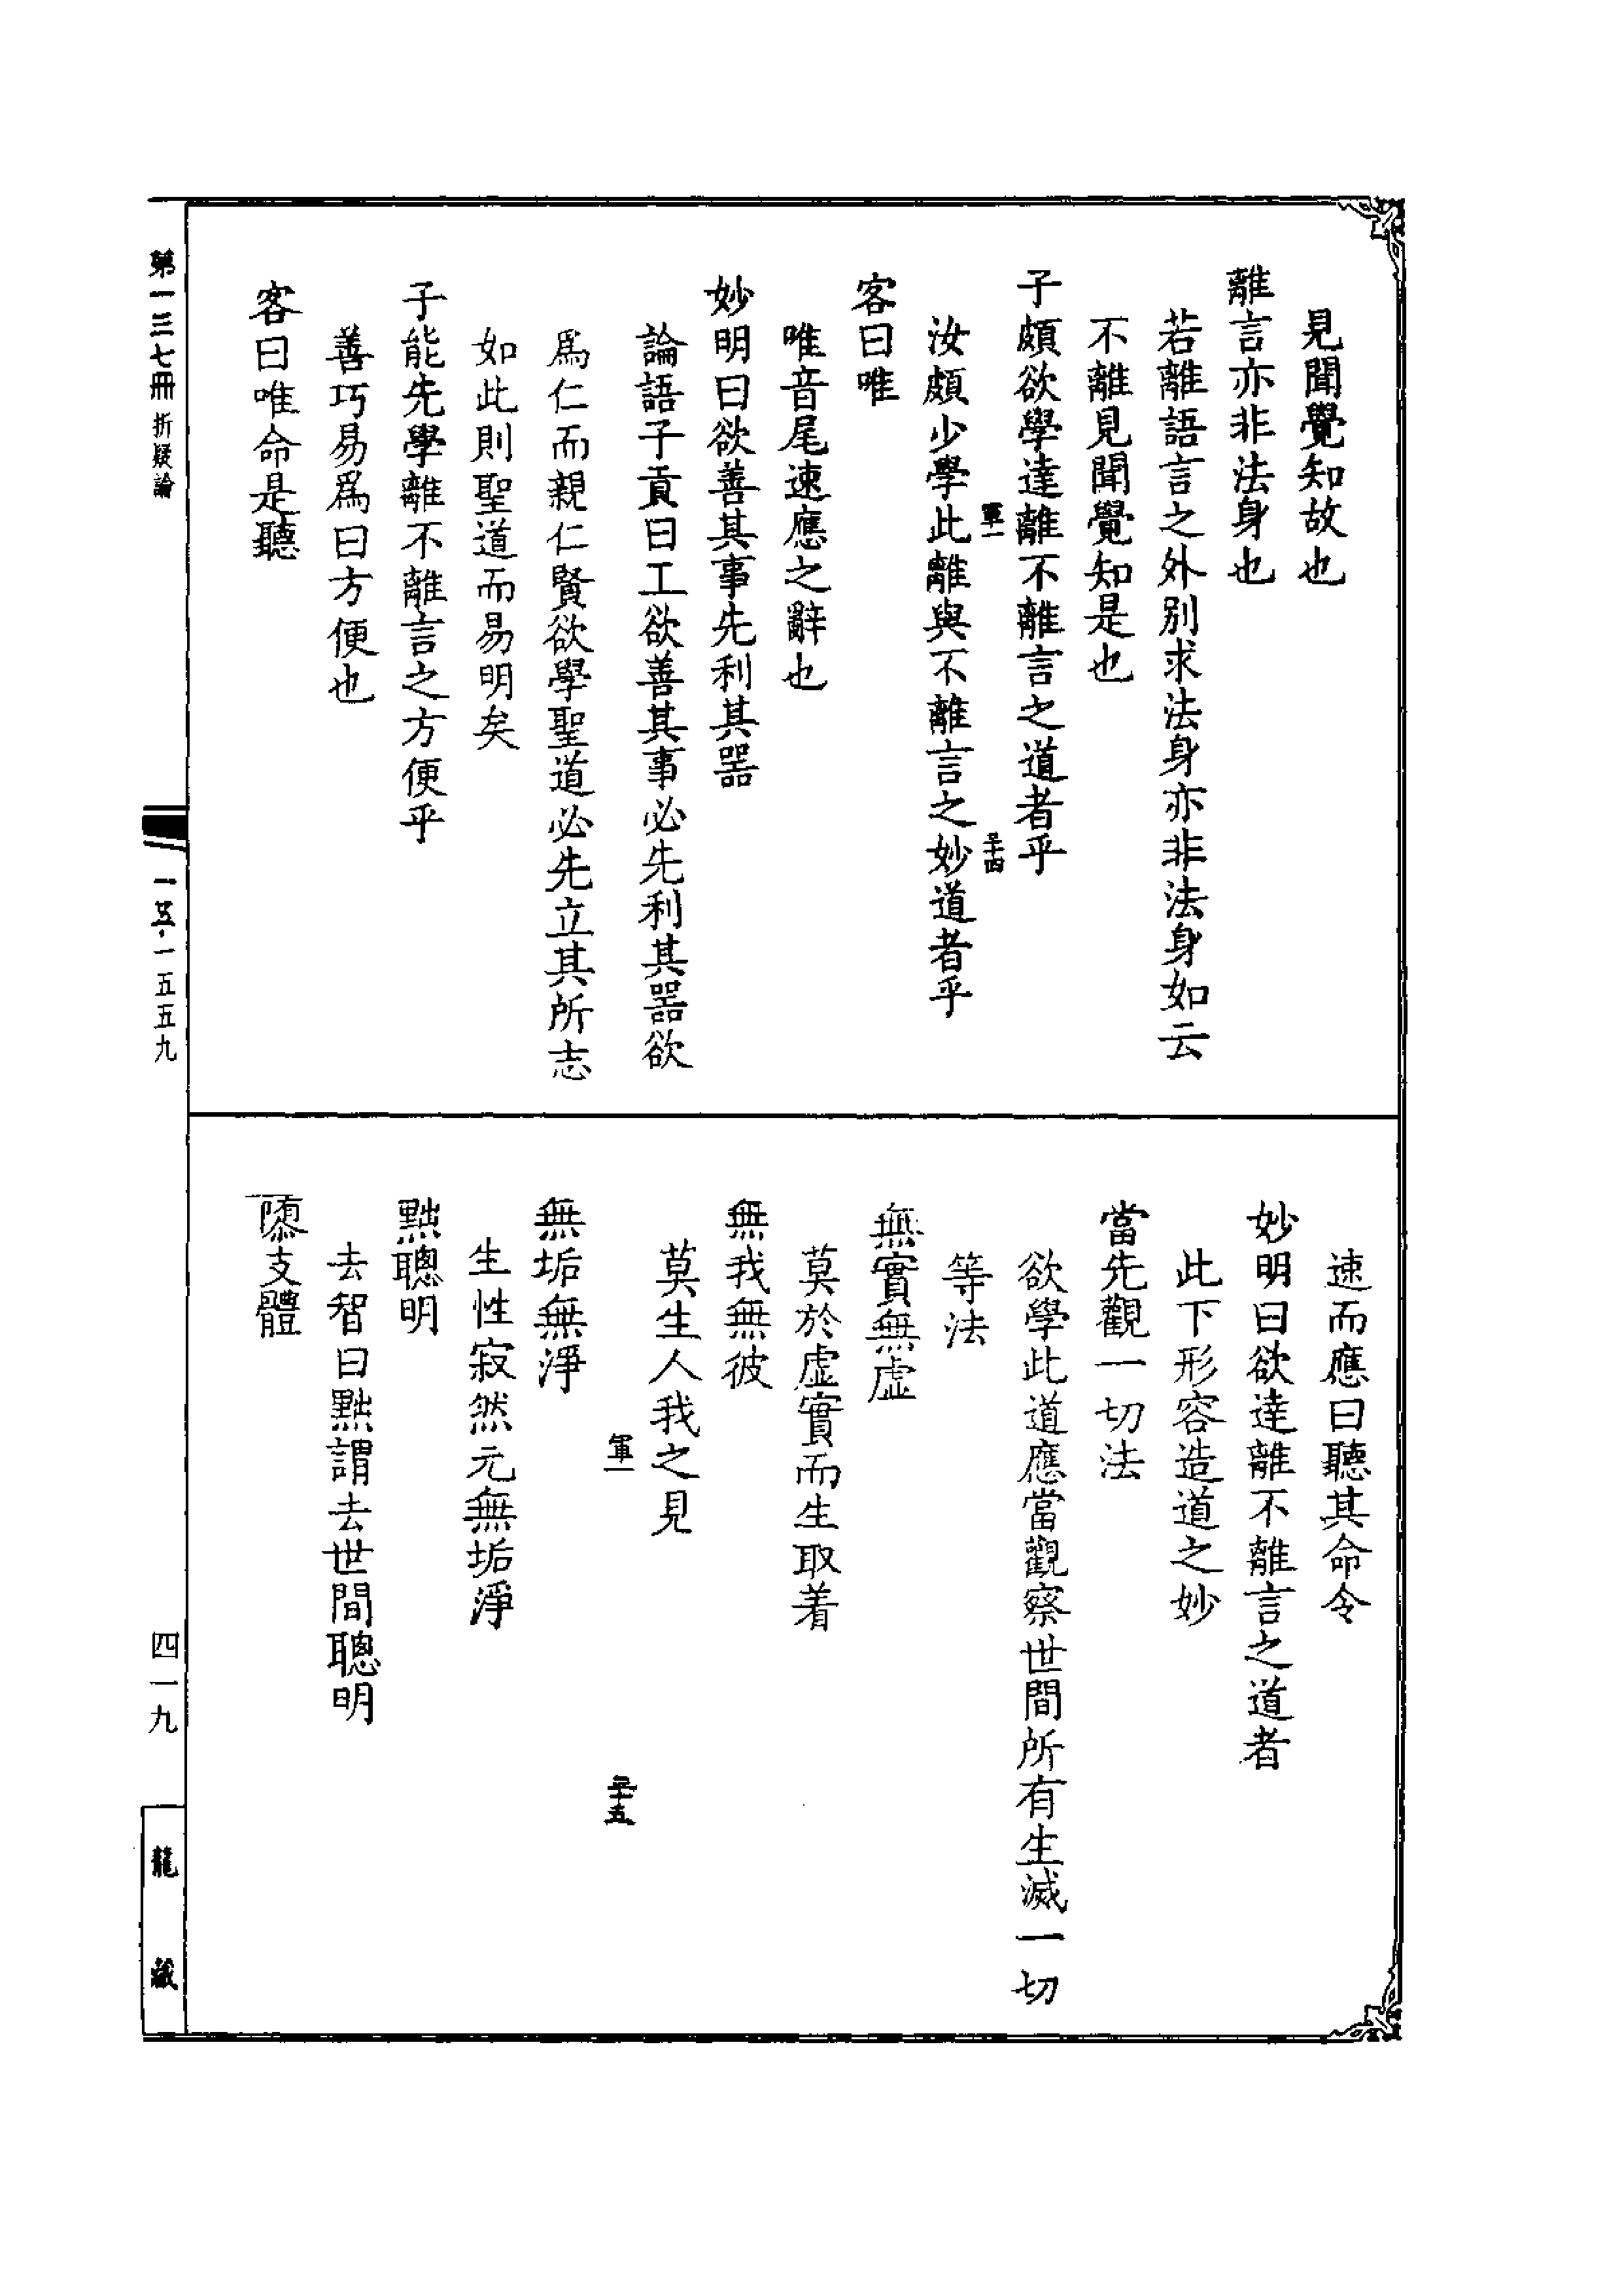 見聞覺知故也
離言亦非法身也
若離語言之外別求法身亦非法身如云
不離見聞覺知是也
子頗欲學達離不離言之道者乎
軍一
二十四
汝頗少學此離與不離言之妙道者乎
客曰唯
唯音尾速應之辭也
妙明曰欲善其事先利其器
論語子貢曰工欲善其事必先利其器欲
爲仁而親仁賢欲學聖道必先立其所志
如此則聖道而易明矣
子能先學離不離言之方便乎
善巧易爲曰方便也
客曰唯命是聽
速而應曰聽其命令
妙明曰欲達離不離言之道者
此下形容造道之妙
當先觀一切法
欲學此道應當觀察世間所有生滅一切
等法
無實無虛
莫於虛實而生取着
無我無彼
莫生人我之見
軍一
二十五
無垢無淨
生性寂然元無垢淨
黜聰明
去智曰黜謂去世間聰明
隳支體
第一三七冊 折疑論
一五·一五五九
四一九
龍藏